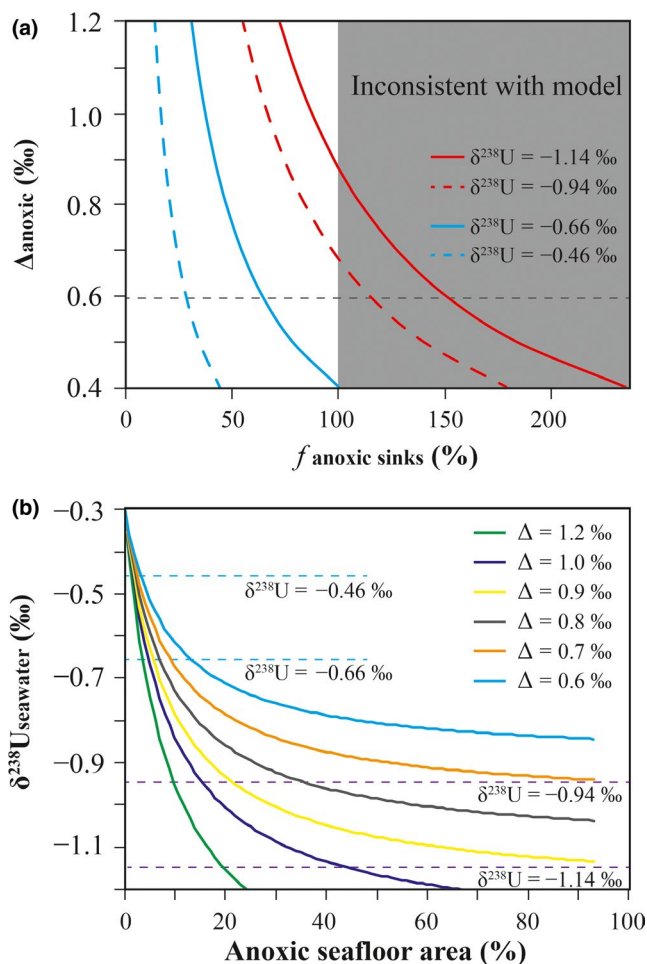 (a)
1.2
1.0
0.8
0.6
0.4
Δanoxic (‰)
Inconsistent with model
δ²³⁸U = −1.14 ‰
δ²³⁸U = −0.94 ‰
δ²³⁸U = −0.66 ‰
δ²³⁸U = −0.46 ‰
0 50 100 150 200
f anoxic sinks (%)
(b)
−0.3
−0.5
−0.7
−0.9
−1.1
δ²³⁸Useawater (‰)
Δ = 1.2 ‰
Δ = 1.0 ‰
Δ = 0.9 ‰
Δ = 0.8 ‰
Δ = 0.7 ‰
Δ = 0.6 ‰
δ²³⁸U = −0.46 ‰
δ²³⁸U = −0.66 ‰
δ²³⁸U = −0.94 ‰
δ²³⁸U = −1.14 ‰
0 20 40 60 80 100
Anoxic seafloor area (%)